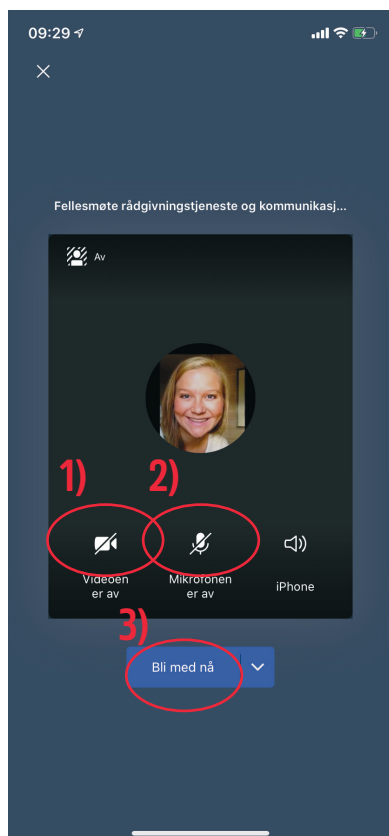 09:29
Fellesmøte rådgivningstjeneste og kommunikasj...
Av
1) 2)
Videoen er av
Mikrofonen er av
iPhone
3)
Bli med nå